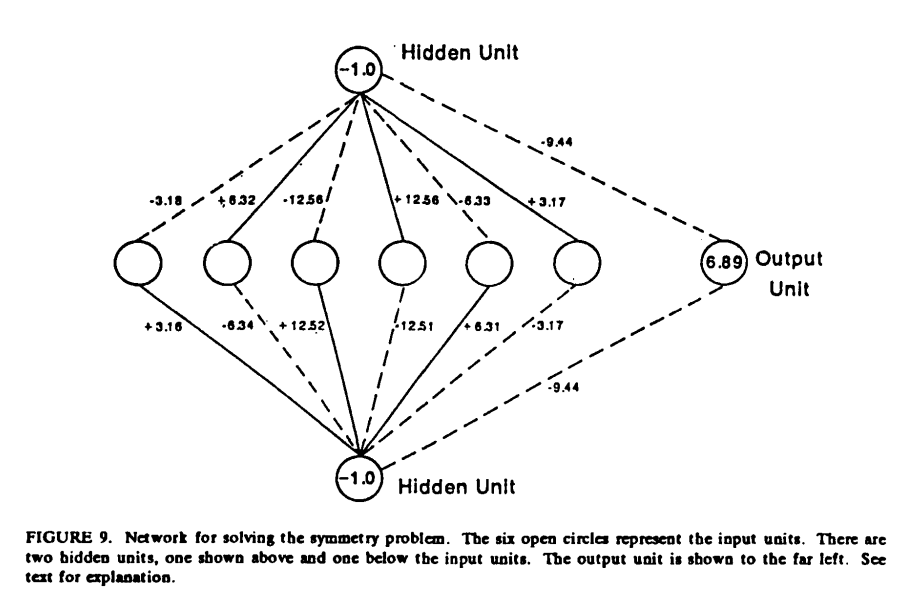 Hidden Unit
-1.0
-9.44
-3.18 +6.32 -12.56 +12.56 -6.33 +3.17
6.89 Output
Unit
+3.16 -6.34 +12.52 -12.51 +6.31 -3.17
-9.44
-1.0
Hidden Unit
FIGURE 9. Network for solving the symmetry problem. The six open circles represent the input units. There are
two hidden units, one shown above and one below the input units. The output unit is shown to the far left. See
text for explanation.